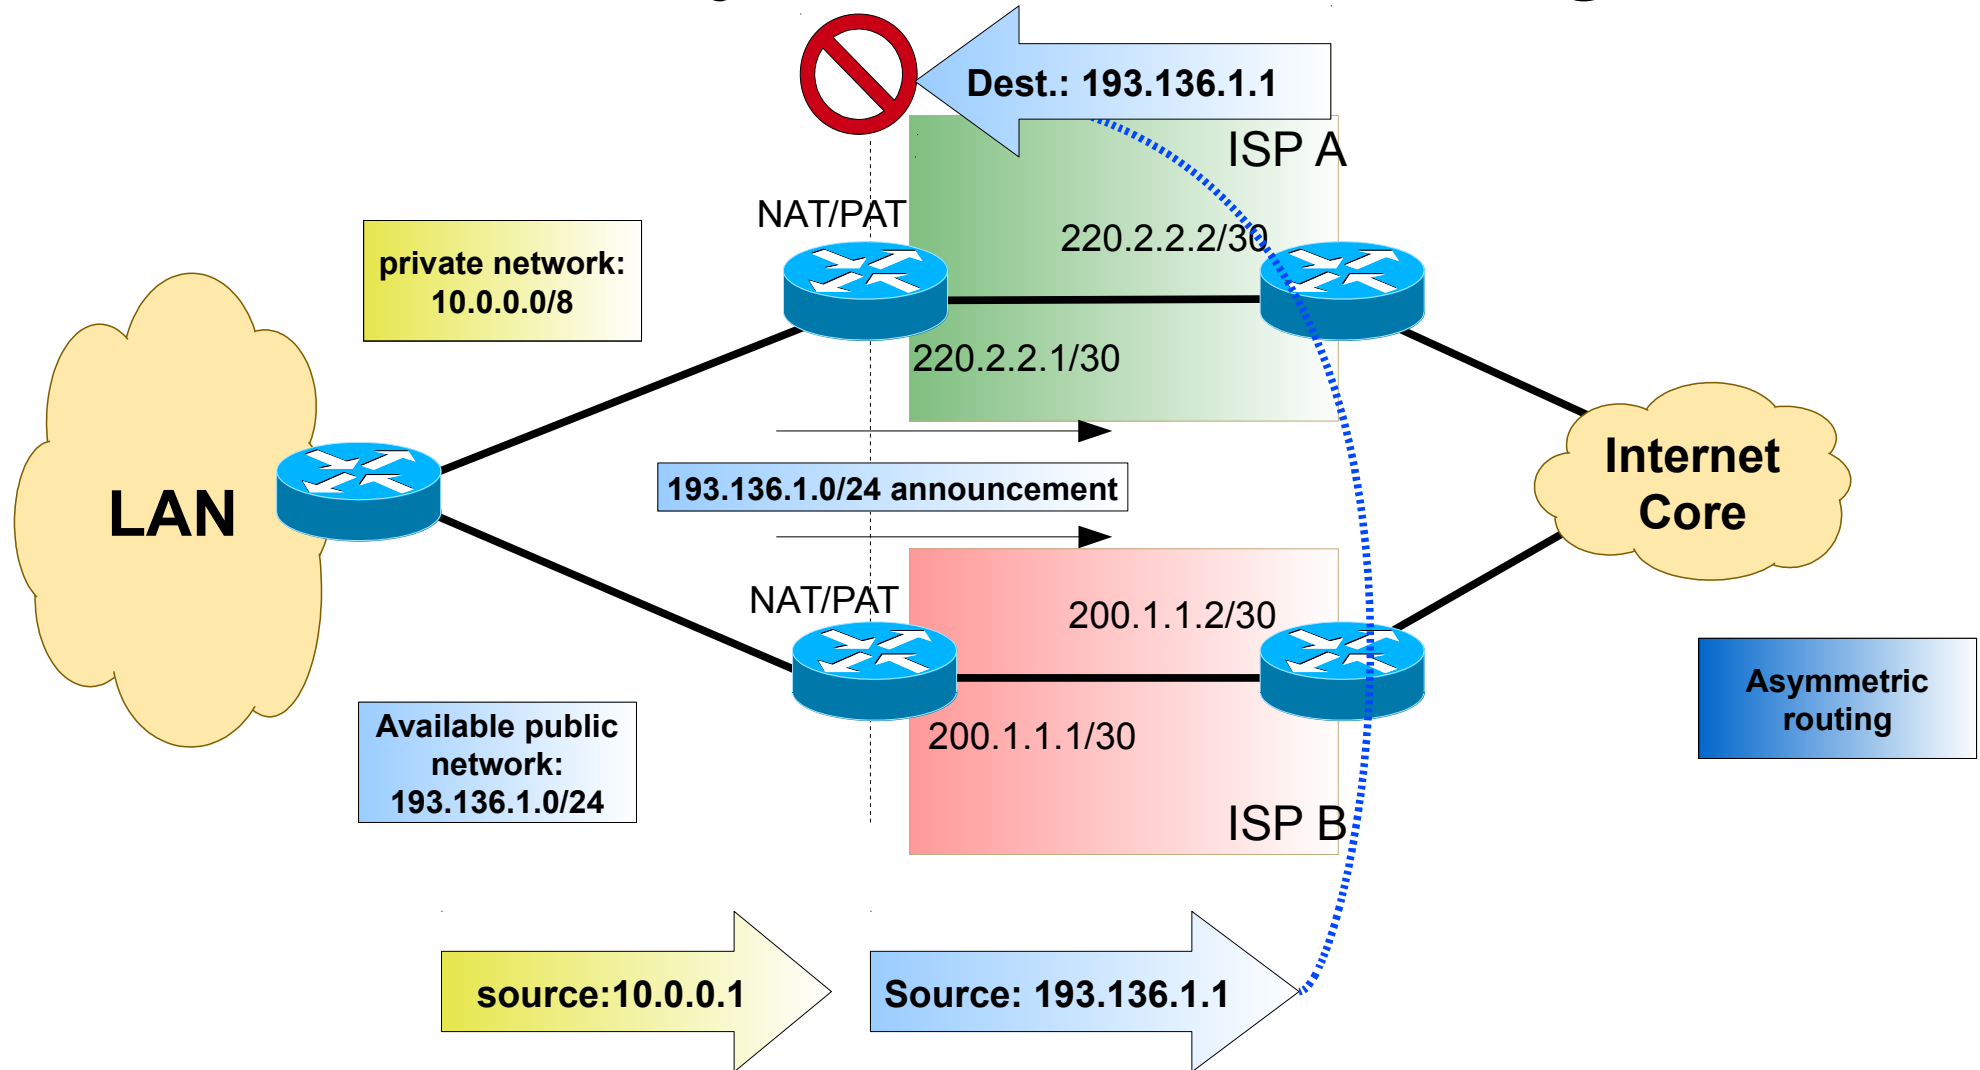 Dest.: 193.136.1.1
ISP A
NAT/PAT
220.2.2.2/30
private network:
10.0.0.0/8
220.2.2.1/30
193.136.1.0/24 announcement
LAN
Internet
Core
NAT/PAT
200.1.1.2/30
200.1.1.1/30
Available public
network:
193.136.1.0/24
Asymmetric
routing
ISP B
source:10.0.0.1
Source: 193.136.1.1